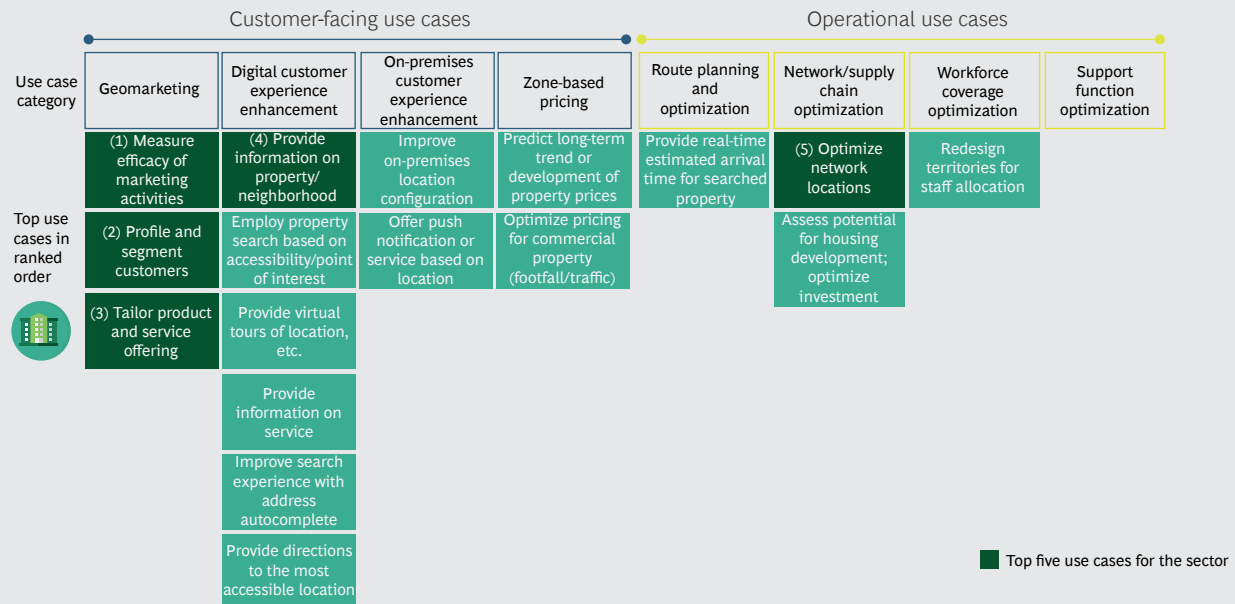 Customer-facing use cases
Operational use cases
Use case
category
Geomarketing
Digital customer
experience
enhancement
On-premises
customer
experience
enhancement
Zone-based
pricing
Route planning
and
optimization
Network/supply
chain
optimization
Workforce
coverage
optimization
Support
function
optimization
Top use
cases in
ranked
order
(1) Measure
efficacy of
marketing
activities
(4) Provide
information on
property/
neighborhood
Improve
on-premises
location
configuration
Predict long-term
trend or
development of
property prices
Provide real-time
estimated arrival
time for searched
property
(5) Optimize
network
locations
Redesign
territories for
staff allocation
(2) Profile and
segment
customers
Employ property
search based on
accessibility/point
of interest
Offer push
notification or
service based on
location
Optimize pricing
for commercial
property
(footfall/traffic)
Assess potential
for housing
development;
optimize
investment
(3) Tailor product
and service
offering
Provide virtual
tours of location,
etc.
Provide
information on
service
Improve search
experience with
address
autocomplete
Provide directions
to the most
accessible location
Top five use cases for the sector